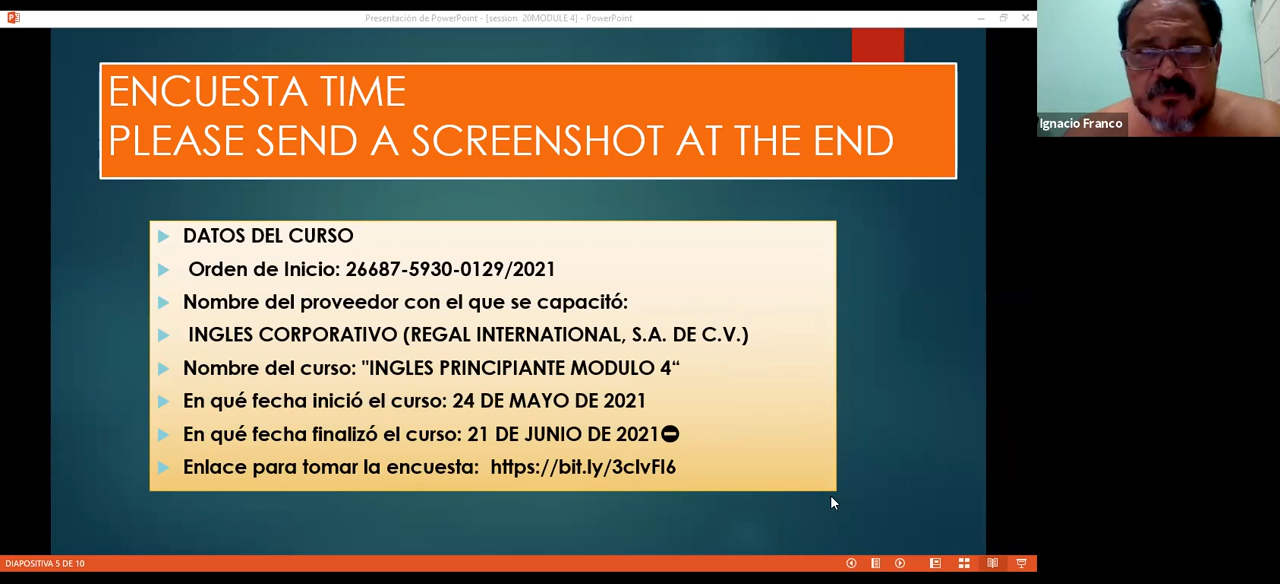 Presentación de PowerPoint - [session 20MODULE 4] - PowerPoint
ENCUESTA TIME
PLEASE SEND A SCREENSHOT AT THE END
Ignacio Franco
DATOS DEL CURSO
Orden de Inicio: 26687-5930-0129/2021
Nombre del proveedor con el que se capacitó:
INGLES CORPORATIVO (REGAL INTERNATIONAL, S.A. DE C.V.)
Nombre del curso: "INGLES PRINCIPIANTE MODULO 4“
En qué fecha inició el curso: 24 DE MAYO DE 2021
En qué fecha finalizó el curso: 21 DE JUNIO DE 2021
Enlace para tomar la encuesta: https://bit.ly/3cIvFl6
DIAPOSITIVA 5 DE 10